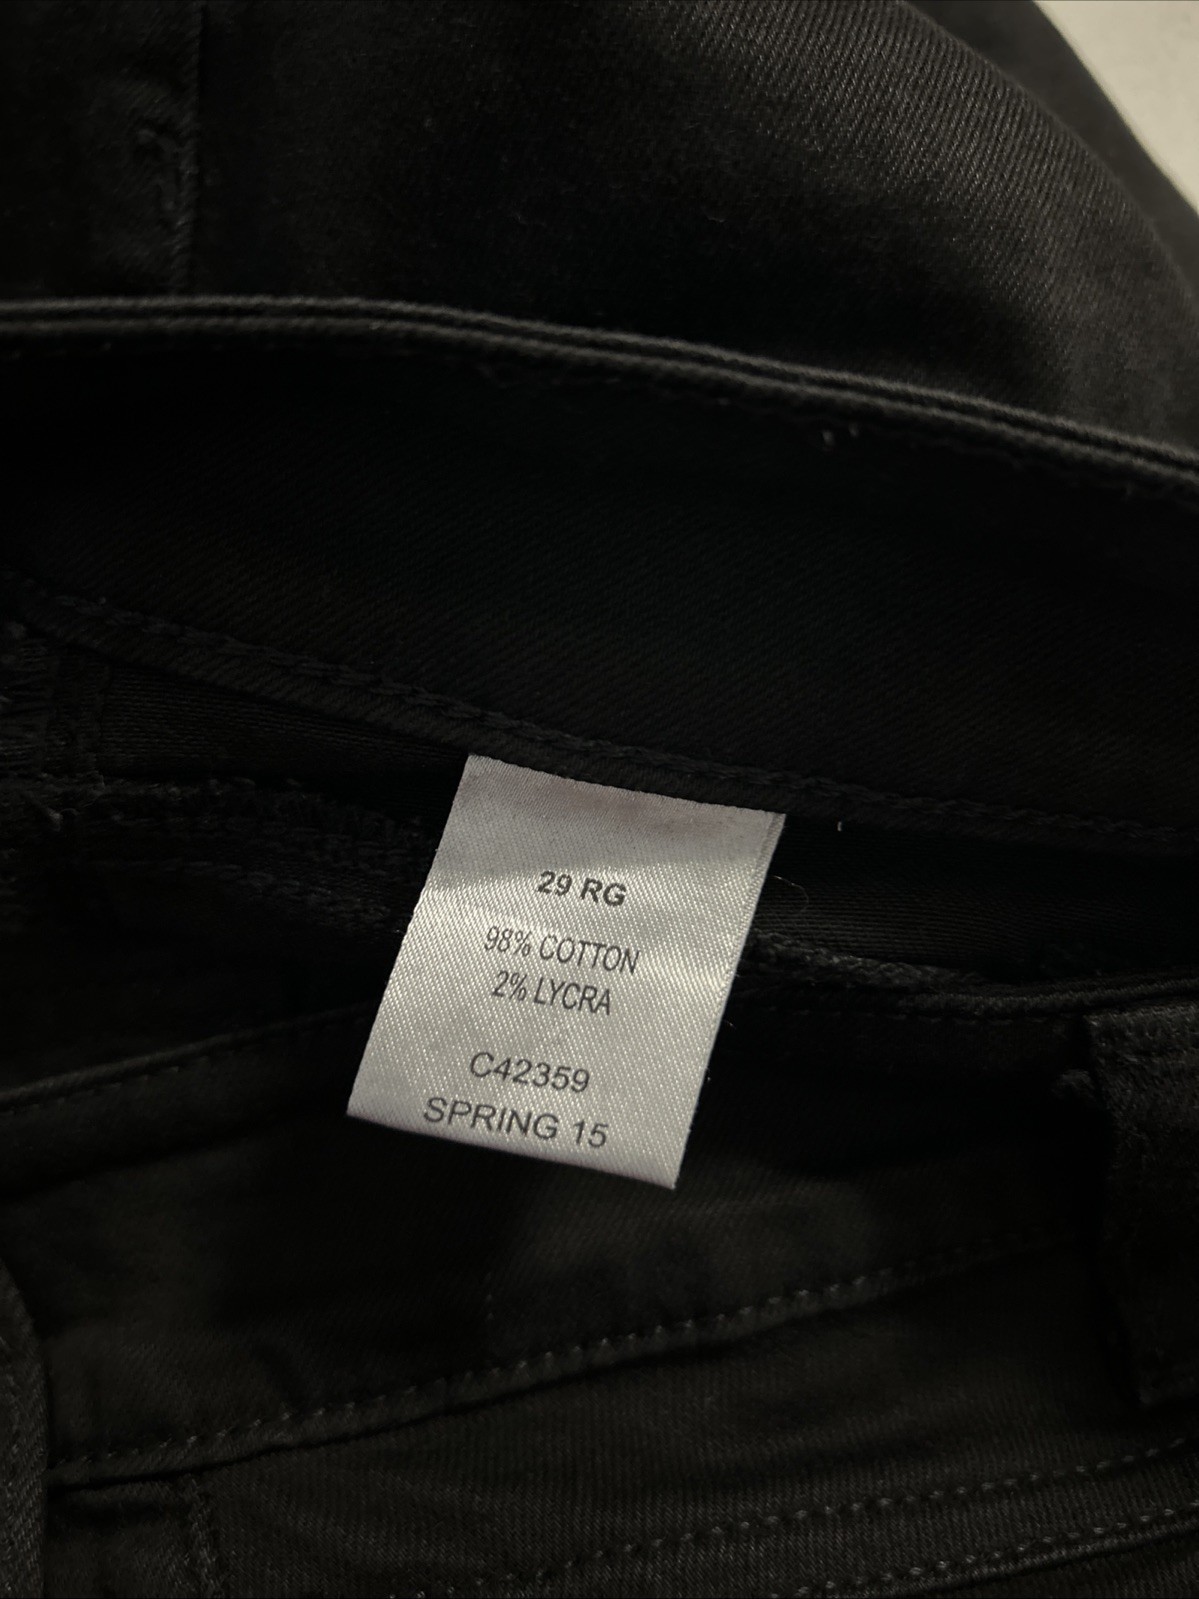 29 RG
98% COTTON
2% LYCRA
C42359
SPRING 15